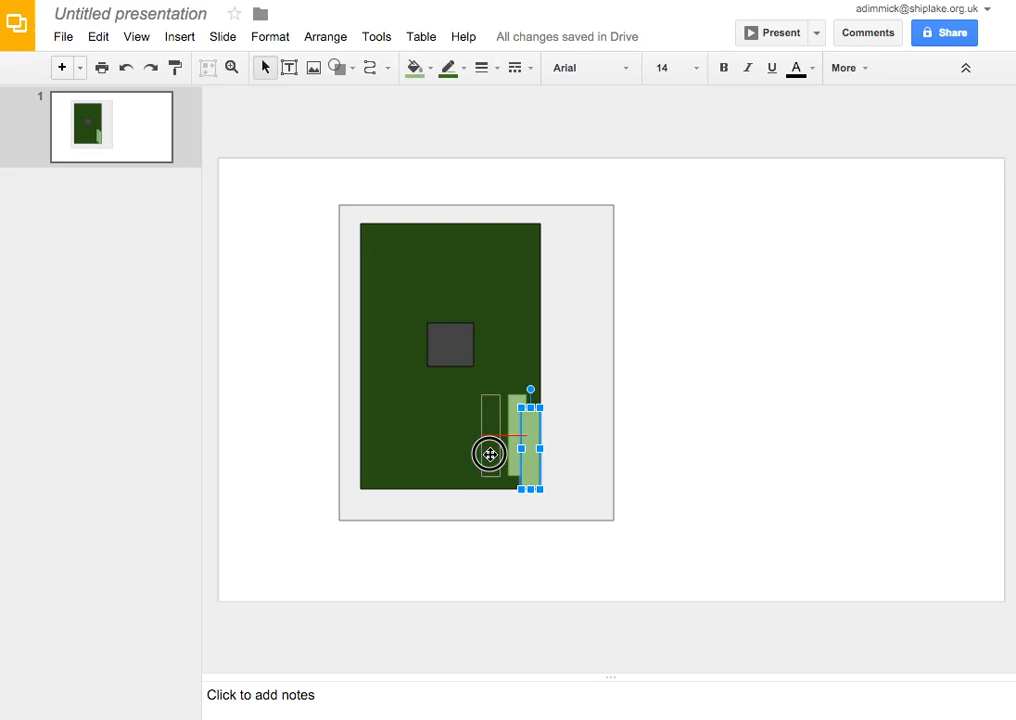 Untitled presentation
adimmick@shiplake.org.uk
File Edit View Insert Slide Format Arrange Tools Table Help All changes saved in Drive
Present Comments Share
Arial 14 B I U A More
1
Click to add notes